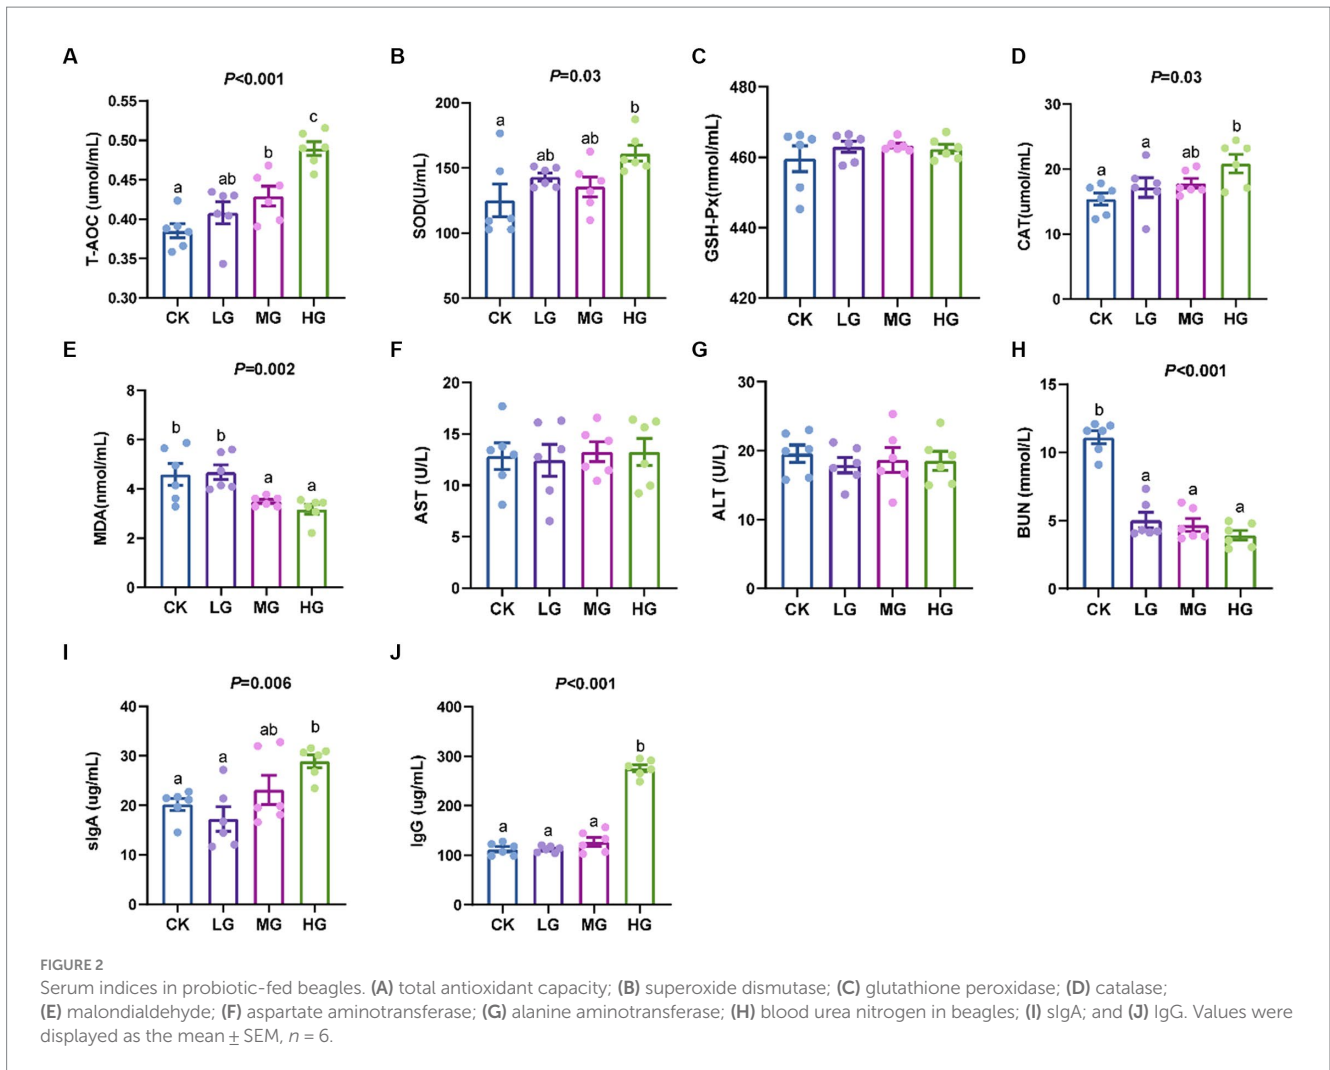 A
P<0.001
T-AOC (umol/mL)
0.55
0.50
0.45
0.40
0.35
0.30
a
ab
b
c
CK LG MG HG
B
P=0.03
SOD(U/mL)
200
150
100
50
a
ab
ab
b
CK LG MG HG
C
GSH-Px(nmol/mL)
480
460
440
420
CK LG MG HG
D
P=0.03
CAT(umol/mL)
30
20
10
0
a
a
ab
b
CK LG MG HG
E
P=0.002
MDA(nmol/mL)
8
6
4
2
0
b
b
a
a
CK LG MG HG
F
AST (U/L)
20
15
10
5
0
CK LG MG HG
G
ALT (U/L)
30
20
10
0
CK LG MG HG
H
P<0.001
BUN (mmol/L)
15
10
5
0
b
a
a
a
CK LG MG HG
I
P=0.006
sIgA (ug/mL)
40
30
20
10
0
a
a
ab
b
CK LG MG HG
J
P<0.001
IgG (ug/mL)
400
300
200
100
0
a
a
a
b
CK LG MG HG
FIGURE 2
Serum indices in probiotic-fed beagles. (A) total antioxidant capacity; (B) superoxide dismutase; (C) glutathione peroxidase; (D) catalase;
(E) malondialdehyde; (F) aspartate aminotransferase; (G) alanine aminotransferase; (H) blood urea nitrogen in beagles; (I) sIgA; and (J) IgG. Values were
displayed as the mean ± SEM, n = 6.